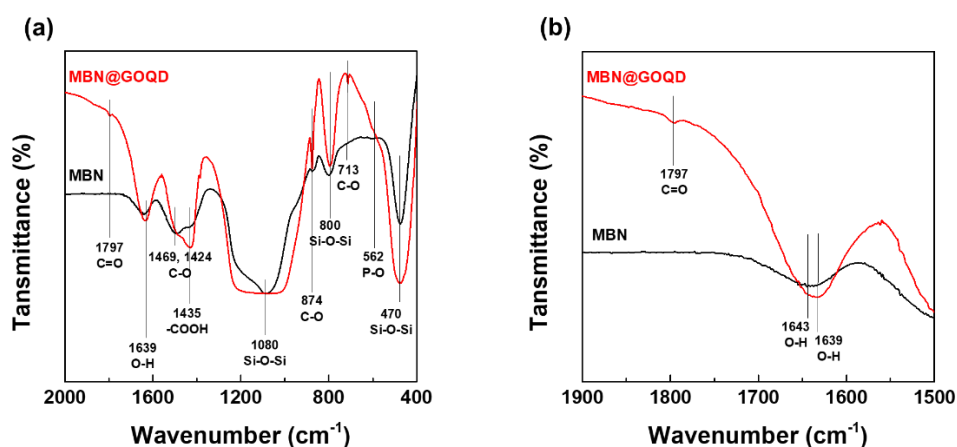 (a)
MBN@GOQD
MBN
1797
C=O
1639
O-H
1469, 1424
C-O
1435
-COOH
1080
Si-O-Si
874
C-O
800
Si-O-Si
713
C-O
562
P-O
470
Si-O-Si
Tansmittance (%)
2000 1600 1200 800 400
Wavenumber (cm⁻¹)
(b)
MBN@GOQD
MBN
1797
C=O
1643
O-H
1639
O-H
Tansmittance (%)
1900 1800 1700 1600 1500
Wavenumber (cm⁻¹)